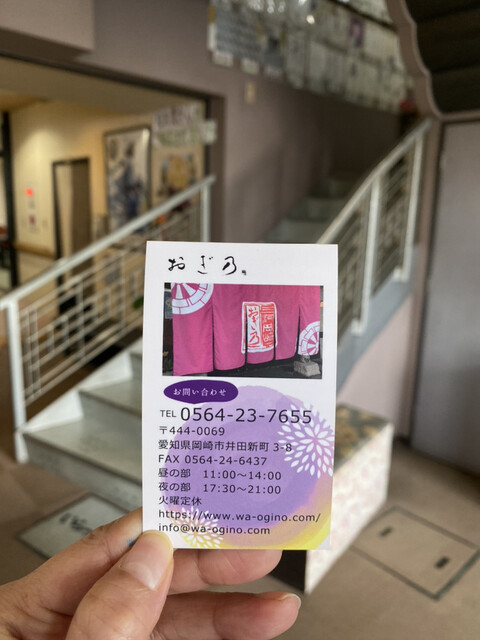 おぎ乃
お問い合わせ
TEL 0564-23-7655
〒444-0069
愛知県岡崎市井田新町 3-8
FAX 0564-24-6437
昼の部 11:00～14:00
夜の部 17:30～21:00
火曜定休
https://www.wa-ogino.com/
info@wa-ogino.com